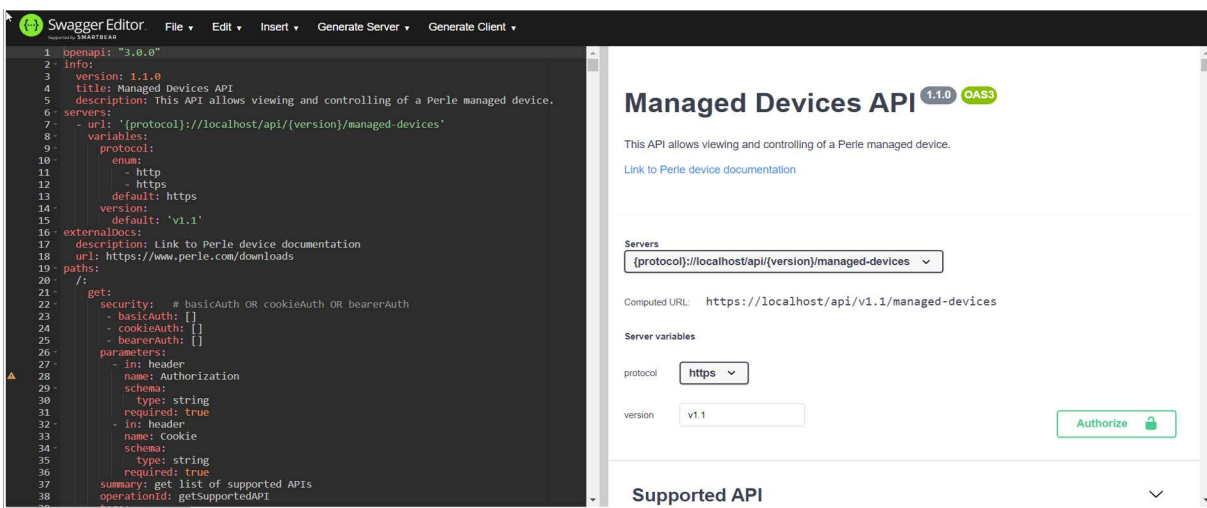 Swagger Editor. File Edit Insert Generate Server Generate Client
Supported by SMARTBEAR
1 openapi: "3.0.0"
2 info:
3 version: 1.1.0
4 title: Managed Devices API
5 description: This API allows viewing and controlling of a Perle managed device.
6 servers:
7 - url: '{protocol}://localhost/api/{version}/managed-devices'
8 variables:
9 protocol:
10 enum:
11 - http
12 - https
13 default: https
14 version:
15 default: 'v1.1'
16 externalDocs:
17 description: Link to Perle device documentation
18 url: https://www.perle.com/downloads
19 paths:
20 /:
21 get:
22 security: # basicAuth OR cookieAuth OR bearerAuth
23 - basicAuth: []
24 - cookieAuth: []
25 - bearerAuth: []
26 parameters:
27 - in: header
28 name: Authorization
29 schema:
30 type: string
31 required: true
32 - in: header
33 name: Cookie
34 schema:
35 type: string
36 required: true
37 summary: get list of supported APIs
38 operationId: getSupportedAPI
Managed Devices API 1.1.0 OAS3
This API allows viewing and controlling of a Perle managed device.
Link to Perle device documentation
Servers
{protocol}://localhost/api/{version}/managed-devices
Computed URL: https://localhost/api/v1.1/managed-devices
Server variables
protocol https
version v1.1
Authorize
Supported API